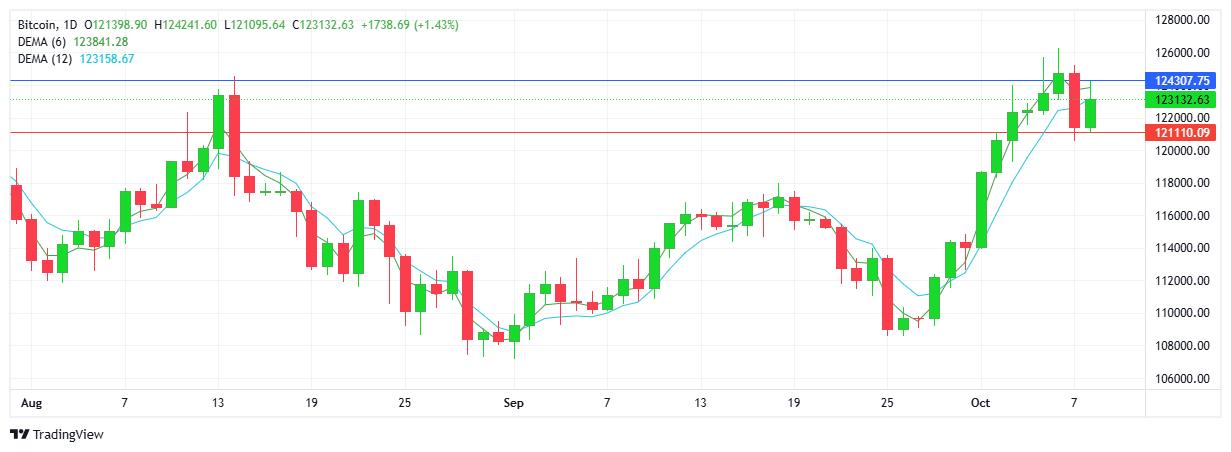 Bitcoin, 1D O121398.90 H124241.60 L121095.64 C123132.63 +1738.69 (+1.43%)
DEMA (6) 123841.28
DEMA (12) 123158.67
128000.00
126000.00
124307.75
123132.63
122000.00
121110.09
120000.00
118000.00
116000.00
114000.00
112000.00
110000.00
108000.00
106000.00
Aug 7 13 19 25 Sep 7 13 19 25 Oct 7
TradingView